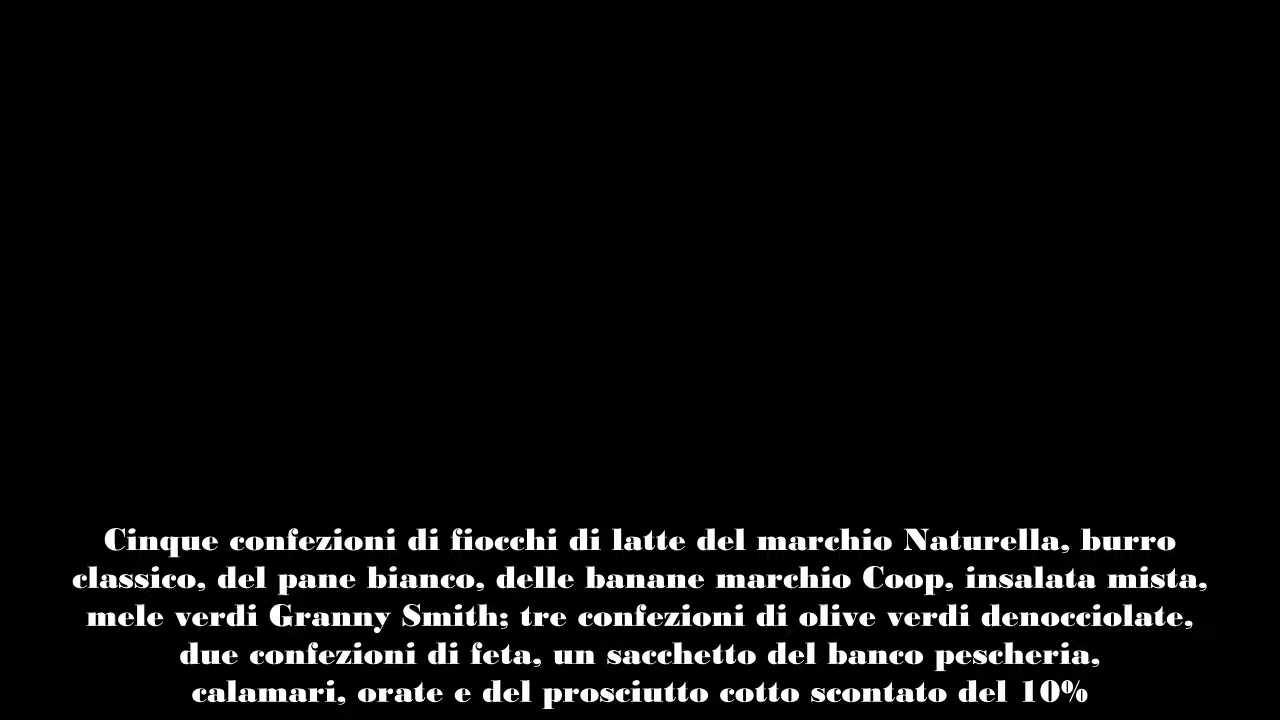 Cinque confezioni di fiocchi di latte del marchio Naturella, burro
classico, del pane bianco, delle banane marchio Coop, insalata mista,
mele verdi Granny Smith; tre confezioni di olive verdi denocciolate,
due confezioni di feta, un sacchetto del banco pescheria,
calamari, orate e del prosciutto cotto scontato del 10%